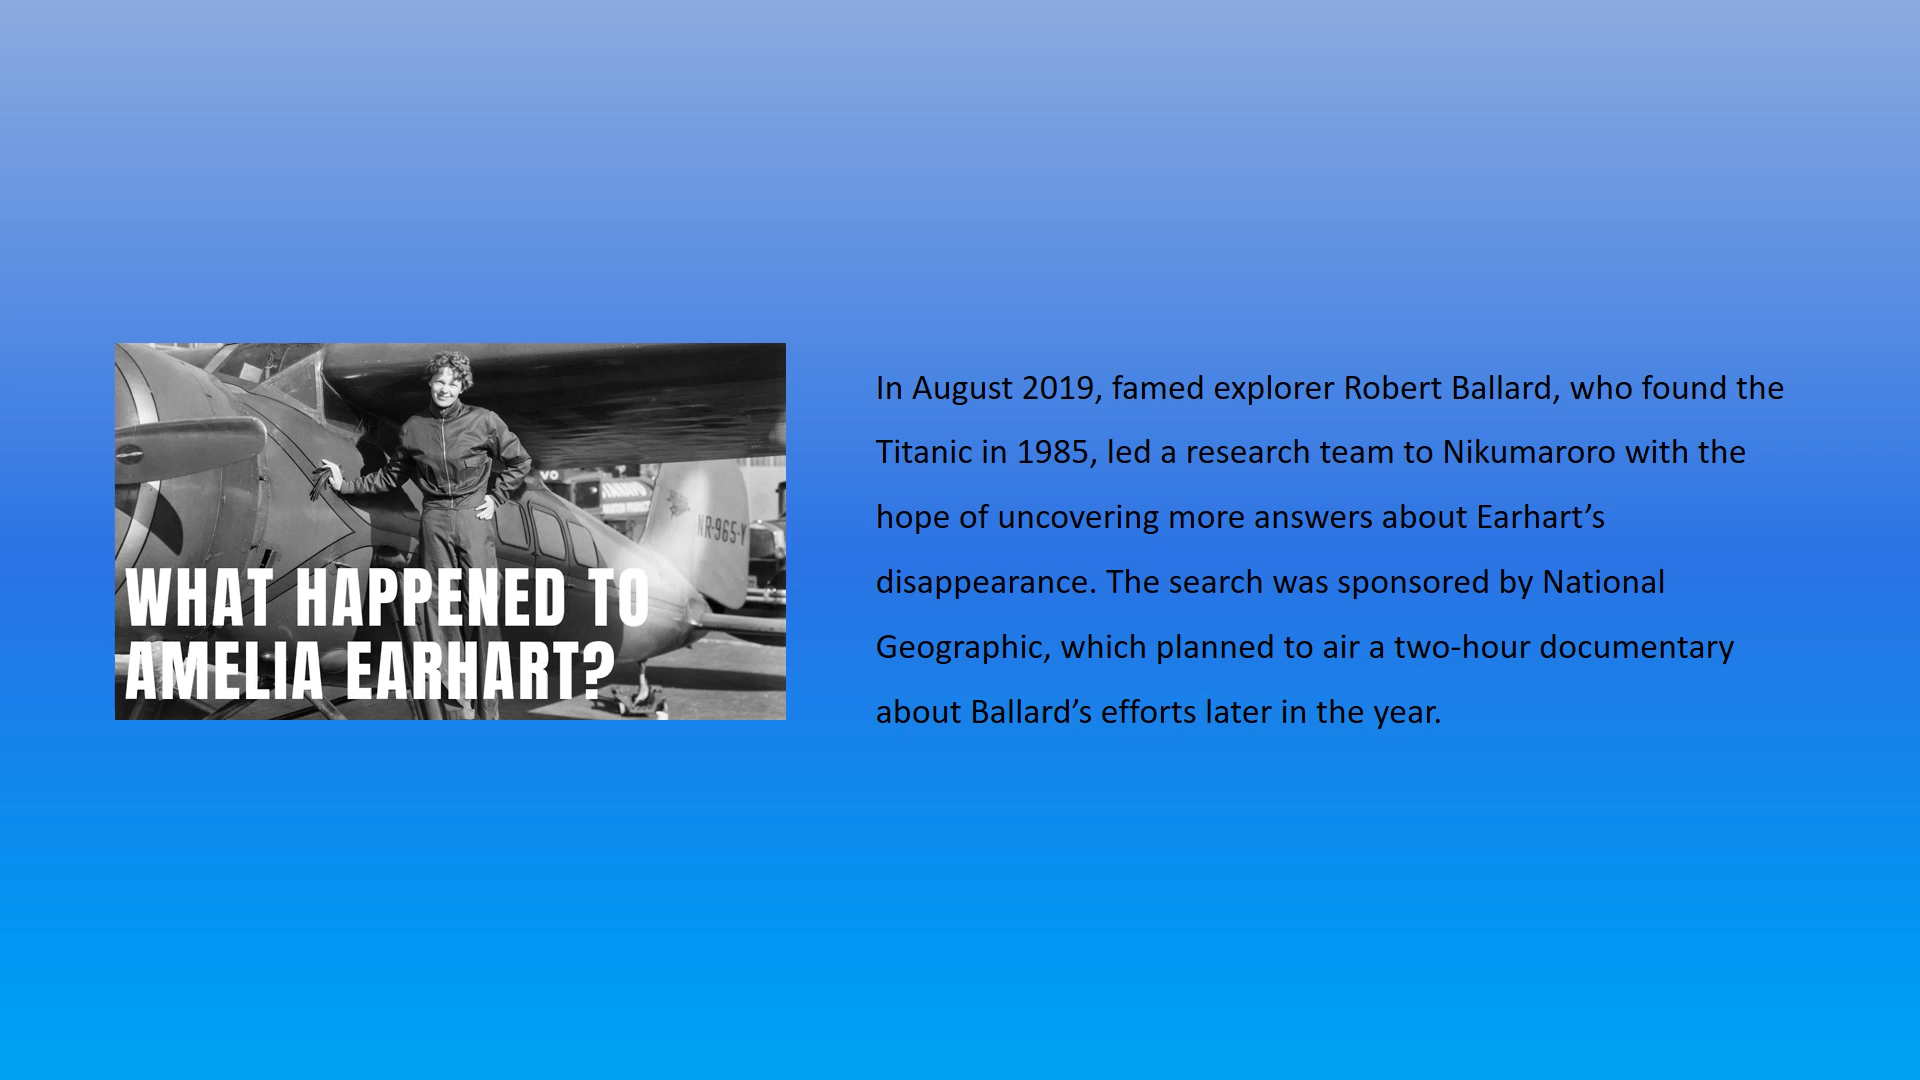 WHAT HAPPENED TO
AMELIA EARHART?
NR-965-Y
In August 2019, famed explorer Robert Ballard, who found the
Titanic in 1985, led a research team to Nikumaroro with the
hope of uncovering more answers about Earhart’s
disappearance. The search was sponsored by National
Geographic, which planned to air a two-hour documentary
about Ballard’s efforts later in the year.